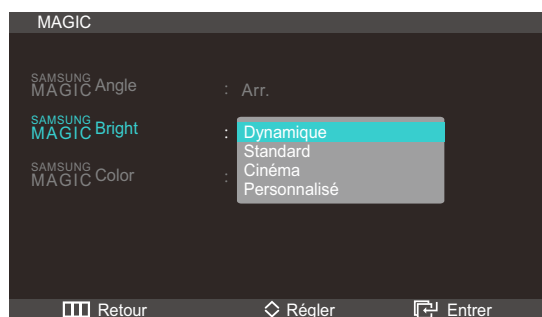 MAGIC
SAMSUNG MAGIC Angle : Arr.
SAMSUNG MAGIC Bright : Dynamique
Standard
Cinéma
SAMSUNG MAGIC Color :
Personnalisé
Retour Régler Entrer